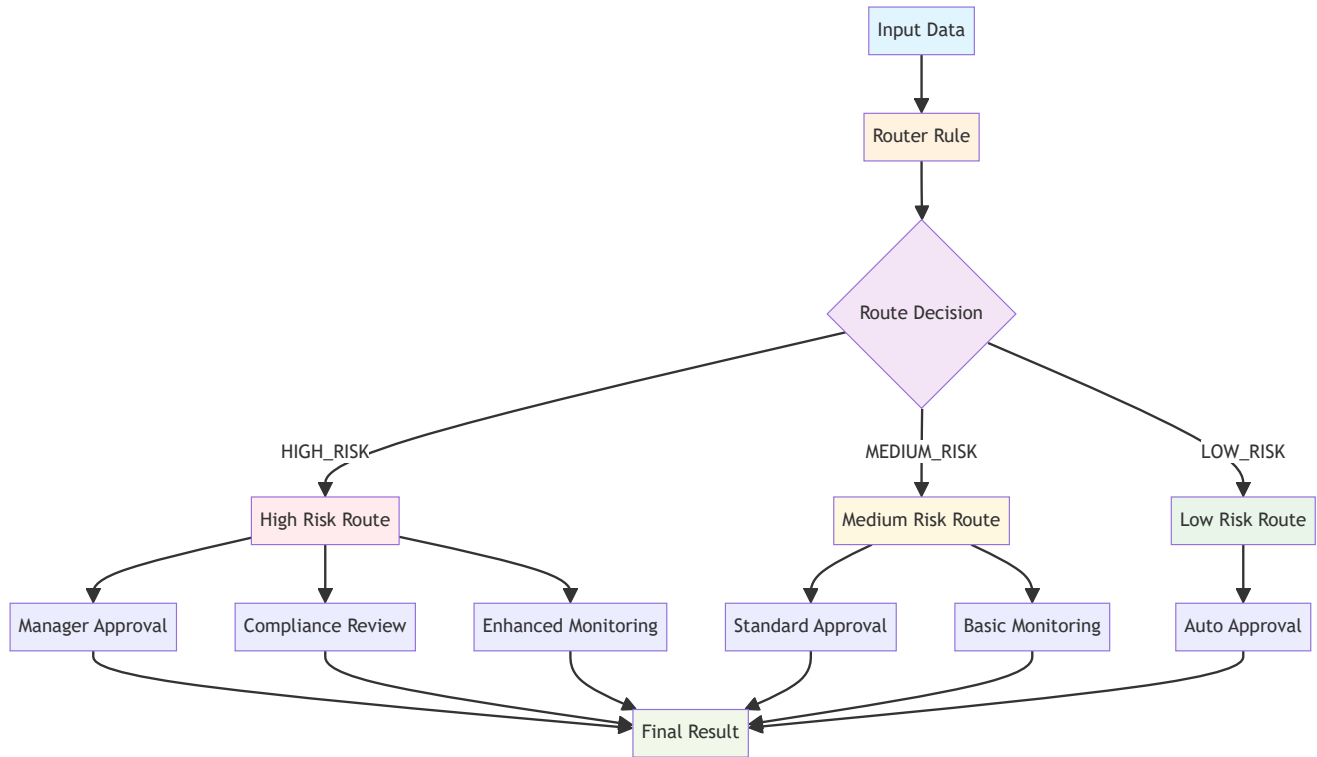 Input Data
Router Rule
Route Decision
HIGH_RISK
MEDIUM_RISK
LOW_RISK
High Risk Route
Medium Risk Route
Low Risk Route
Manager Approval
Compliance Review
Enhanced Monitoring
Standard Approval
Basic Monitoring
Auto Approval
Final Result